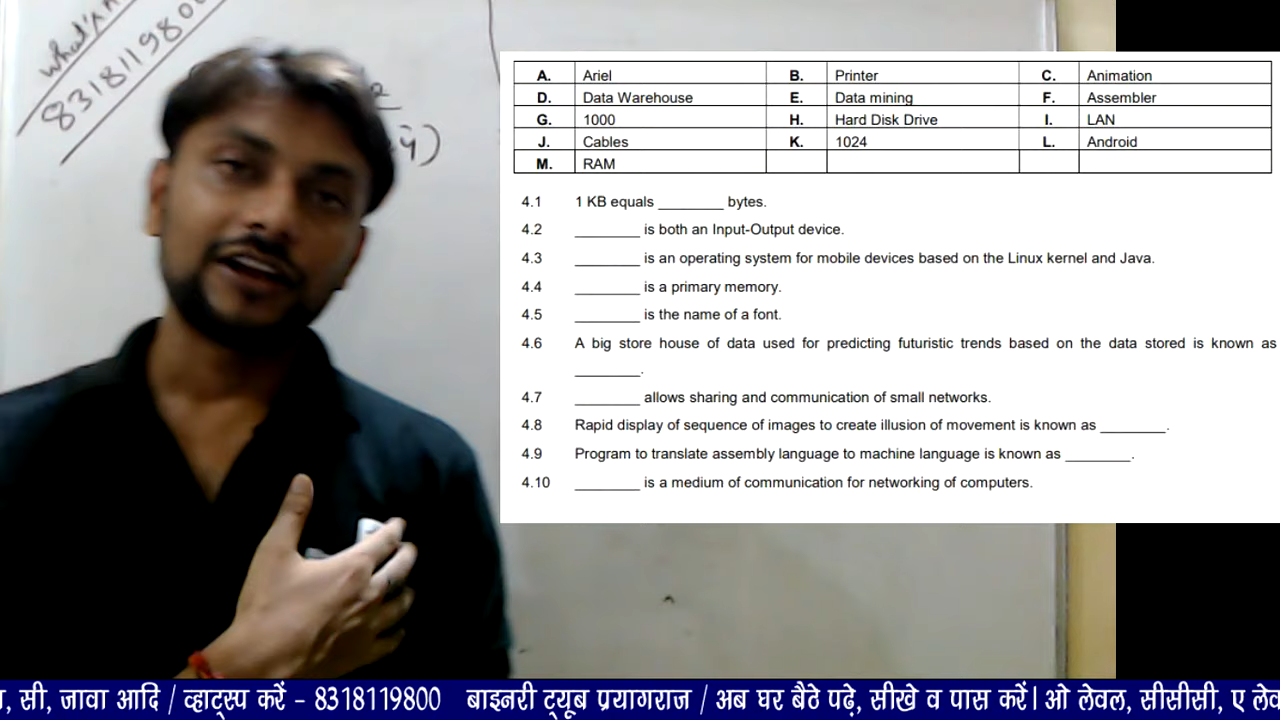 what's A
8318119800
A. Ariel B. Printer C. Animation
D. Data Warehouse E. Data mining F. Assembler
G. 1000 H. Hard Disk Drive I. LAN
J. Cables K. 1024 L. Android
M. RAM
4.1 1 KB equals ________ bytes.
4.2 ________ is both an Input-Output device.
4.3 ________ is an operating system for mobile devices based on the Linux kernel and Java.
4.4 ________ is a primary memory.
4.5 ________ is the name of a font.
4.6 A big store house of data used for predicting futuristic trends based on the data stored is known as
________.
4.7 ________ allows sharing and communication of small networks.
4.8 Rapid display of sequence of images to create illusion of movement is known as ________.
4.9 Program to translate assembly language to machine language is known as ________.
4.10 ________ is a medium of communication for networking of computers.
सी, जावा आदि / व्हाट्स्प करें - 8318119800 बाइनरी ट्यूब प्रयागराज / अब घर बैठे पढ़े, सीखे व पास करें। ओ लेवल, सीसीसी, ए